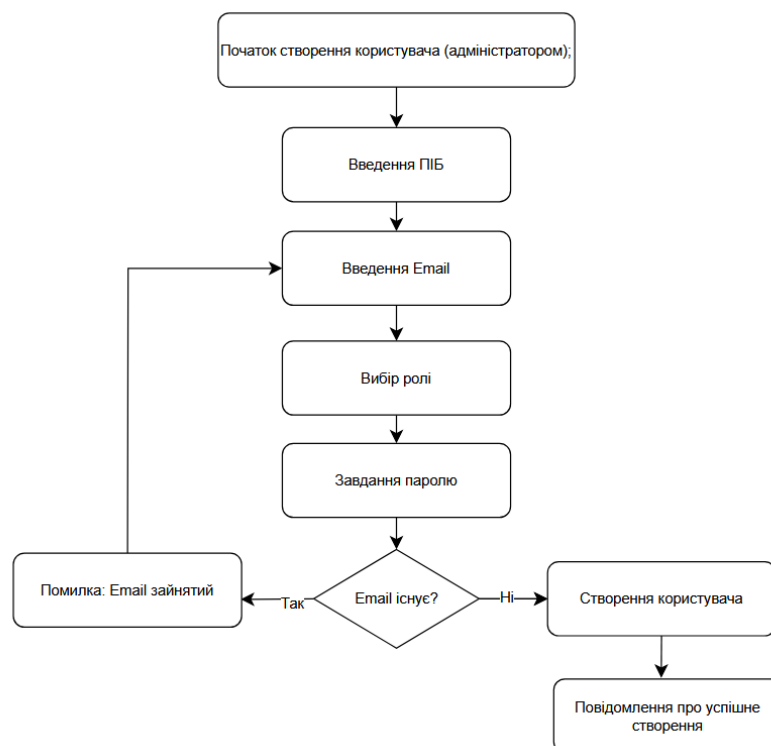 Початок створення користувача (адміністратором);
Введення ПІБ
Введення Email
Вибір ролі
Завдання паролю
Помилка: Email зайнятий
Так
Email існує?
Ні
Створення користувача
Повідомлення про успішне
створення